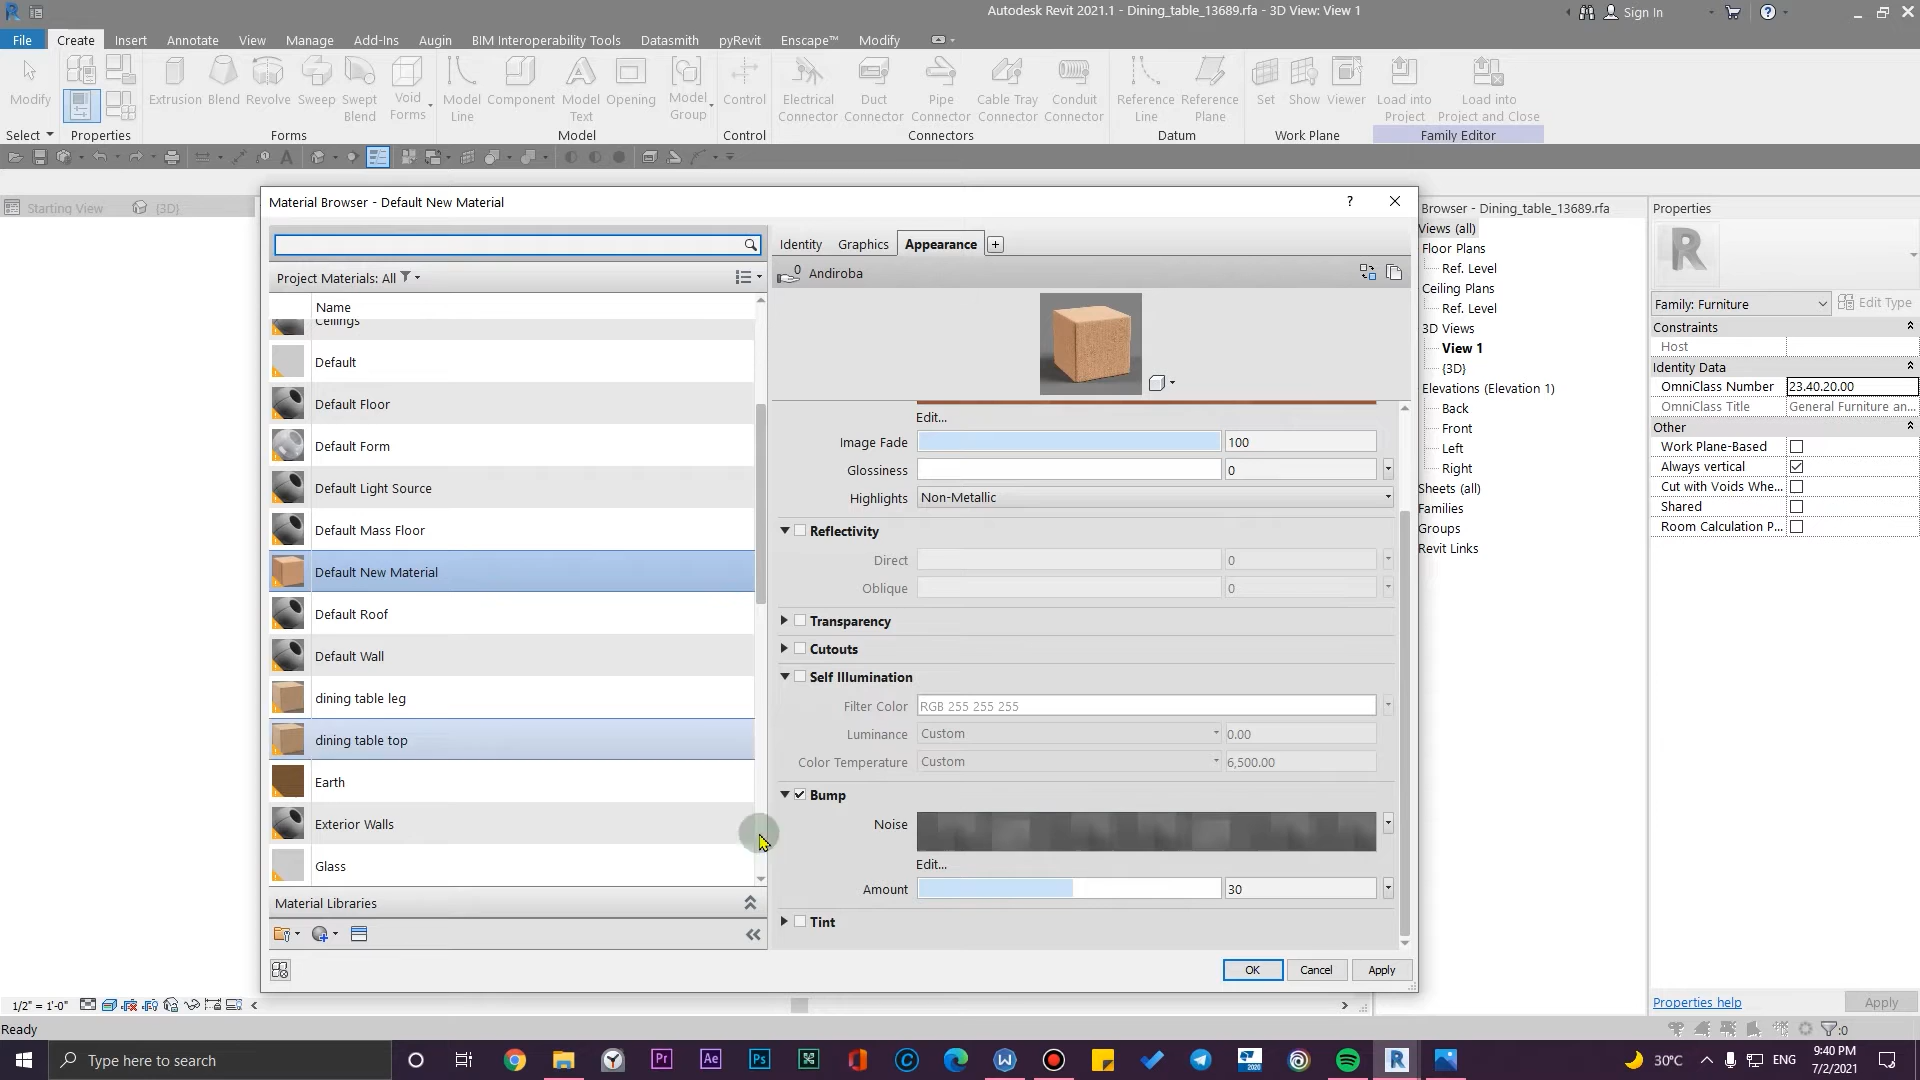 Autodesk Revit 2021.1 - Dining_table_13689.rfa - 3D View: View 1
Sign In
File Create Insert Annotate View Manage Add-Ins Augin BIM Interoperability Tools Datasmith pyRevit Enscape™ Modify
Modify
Extrusion Blend Revolve Sweep Swept Blend Void Forms
Model Line Component Model Text Opening Model Group
Control
Electrical Connector Duct Connector Pipe Connector Cable Tray Connector Conduit Connector
Reference Line Reference Plane
Set Show Viewer
Load into Project Load into Project and Close
Select Properties Forms Model Control Connectors Datum Work Plane Family Editor
Starting View {3D}
Material Browser - Default New Material
?
Project Materials: All
Name
Ceilings
Default
Default Floor
Default Form
Default Light Source
Default Mass Floor
Default New Material
Default Roof
Default Wall
dining table leg
dining table top
Earth
Exterior Walls
Glass
Material Libraries
Identity Graphics Appearance +
0 Andiroba
Edit...
Image Fade 100
Glossiness 0
Highlights Non-Metallic
Reflectivity
Direct 0
Oblique 0
Transparency
Cutouts
Self Illumination
Filter Color RGB 255 255 255
Luminance Custom 0.00
Color Temperature Custom 6,500.00
Bump
Noise
Edit...
Amount 30
Tint
OK Cancel Apply
Browser - Dining_table_13689.rfa
Views (all)
Floor Plans
Ref. Level
Ceiling Plans
Ref. Level
3D Views
View 1
{3D}
Elevations (Elevation 1)
Back
Front
Left
Right
Sheets (all)
Families
Groups
Revit Links
Properties
Family: Furniture Edit Type
Constraints
Host
Identity Data
OmniClass Number 23.40.20.00
OmniClass Title General Furniture an...
Other
Work Plane-Based
Always vertical
Cut with Voids Whe...
Shared
Room Calculation P...
Properties help Apply
1/2" = 1'-0"
Ready
:0
Type here to search
30°C
ENG
9:40 PM
7/2/2021